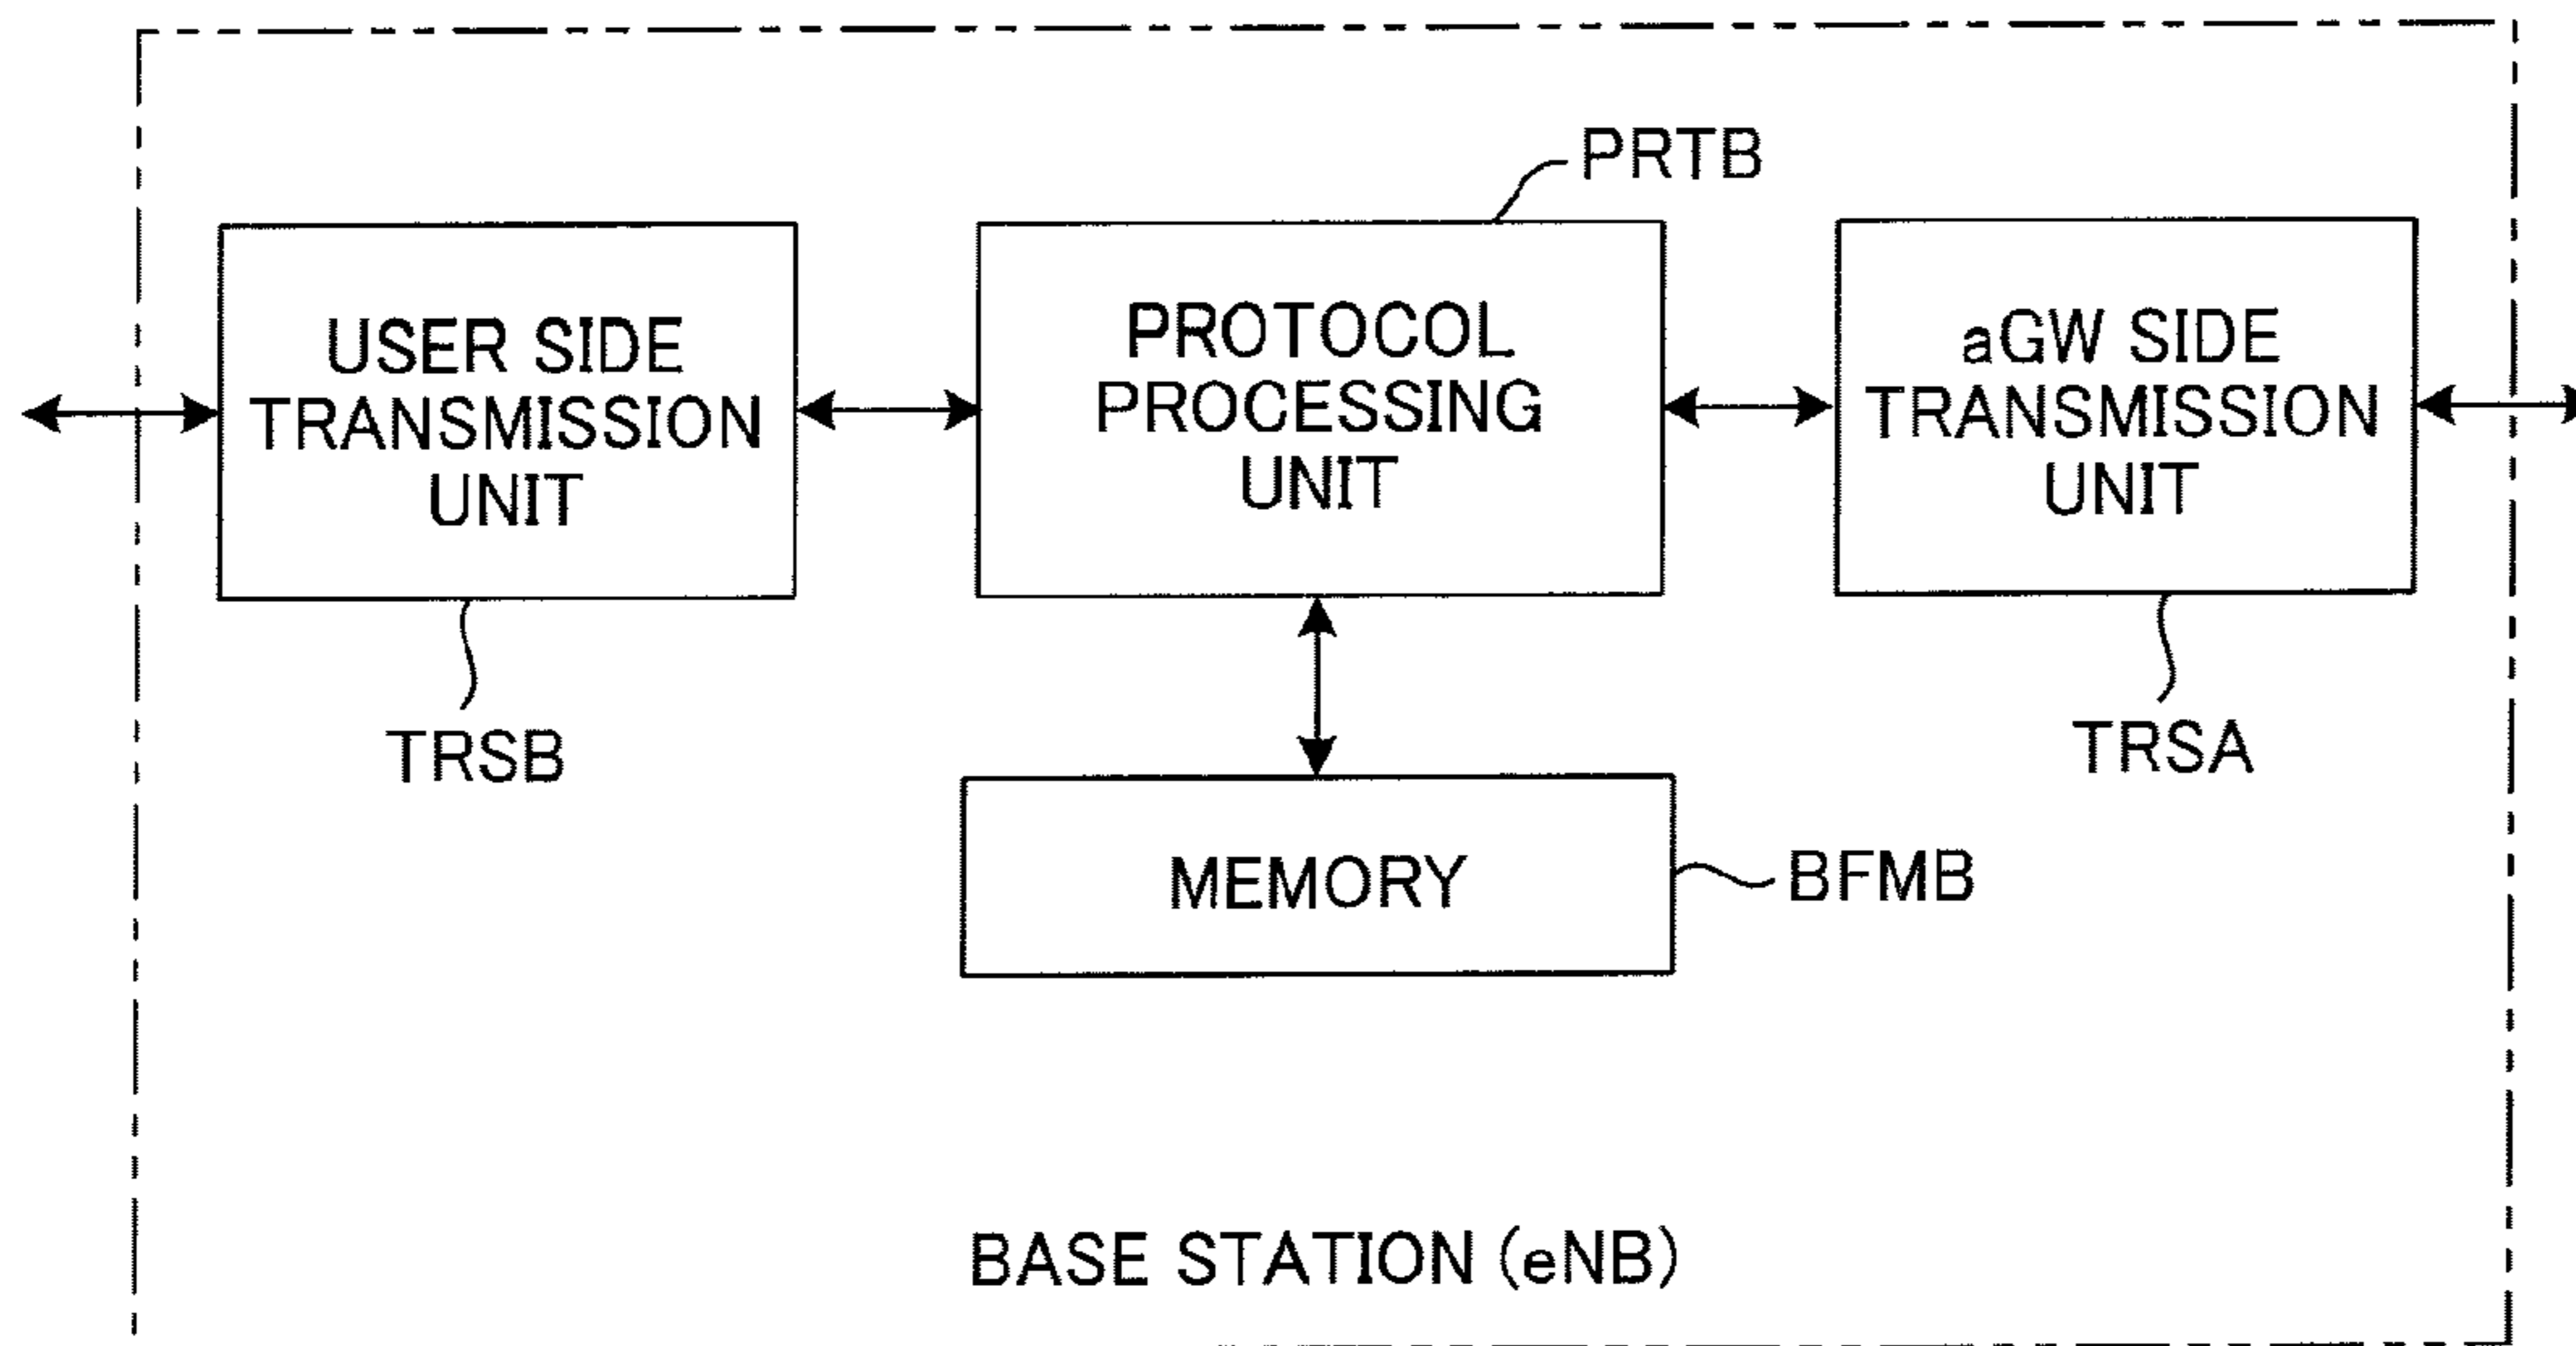 PRTB
USER SIDE
TRANSMISSION
UNIT
PROTOCOL
PROCESSING
UNIT
aGW SIDE
TRANSMISSION
UNIT
TRSB
TRSA
MEMORY
BFMB
BASE STATION (eNB)